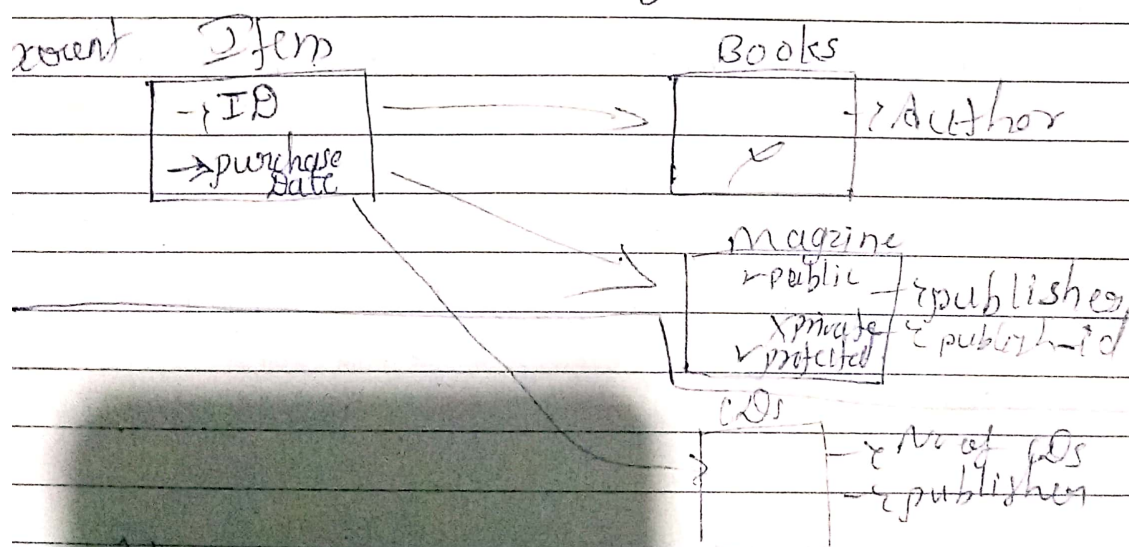 Item
Books
ID
Author
purchase
Date
Magzine
public
publisher
private
publish-id
protected
CDs
Nr of CDs
publisher